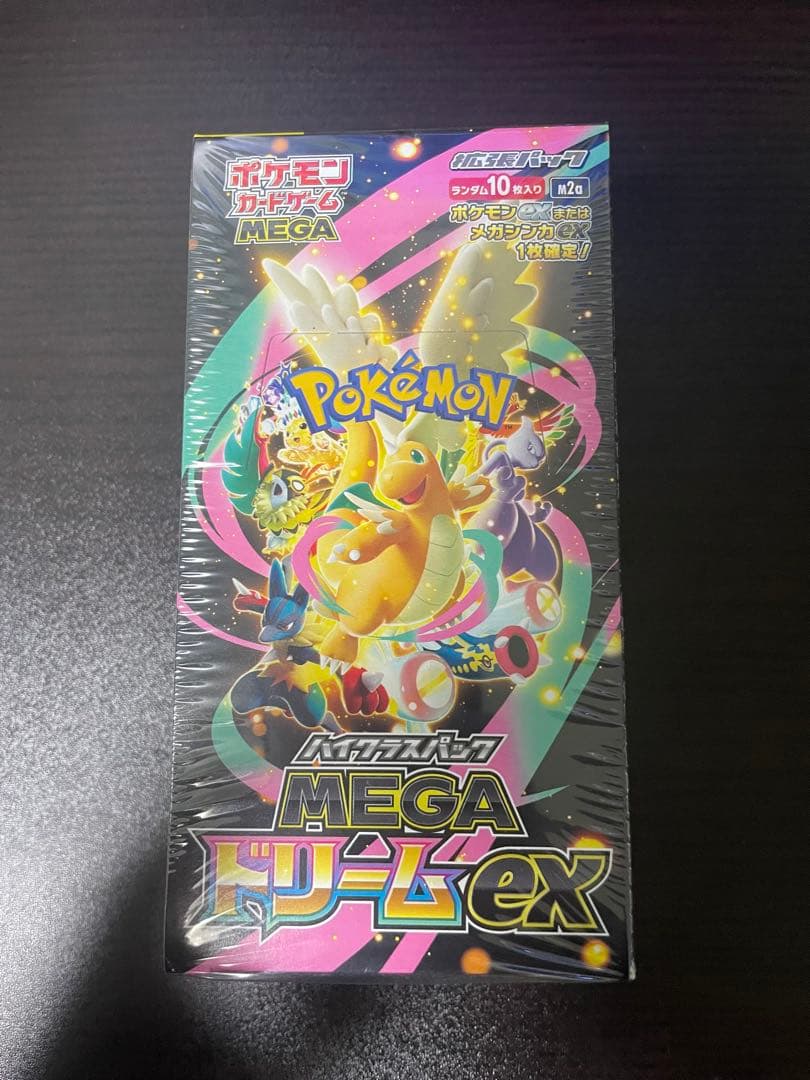 ポケモン
カードゲーム
MEGA
拡張パック
ランダム10枚入り M2a
ポケモンexまたは
メガシンカex
1枚確定!
POKéMON
TM
ハイクラスパック
MEGA
ドリームex